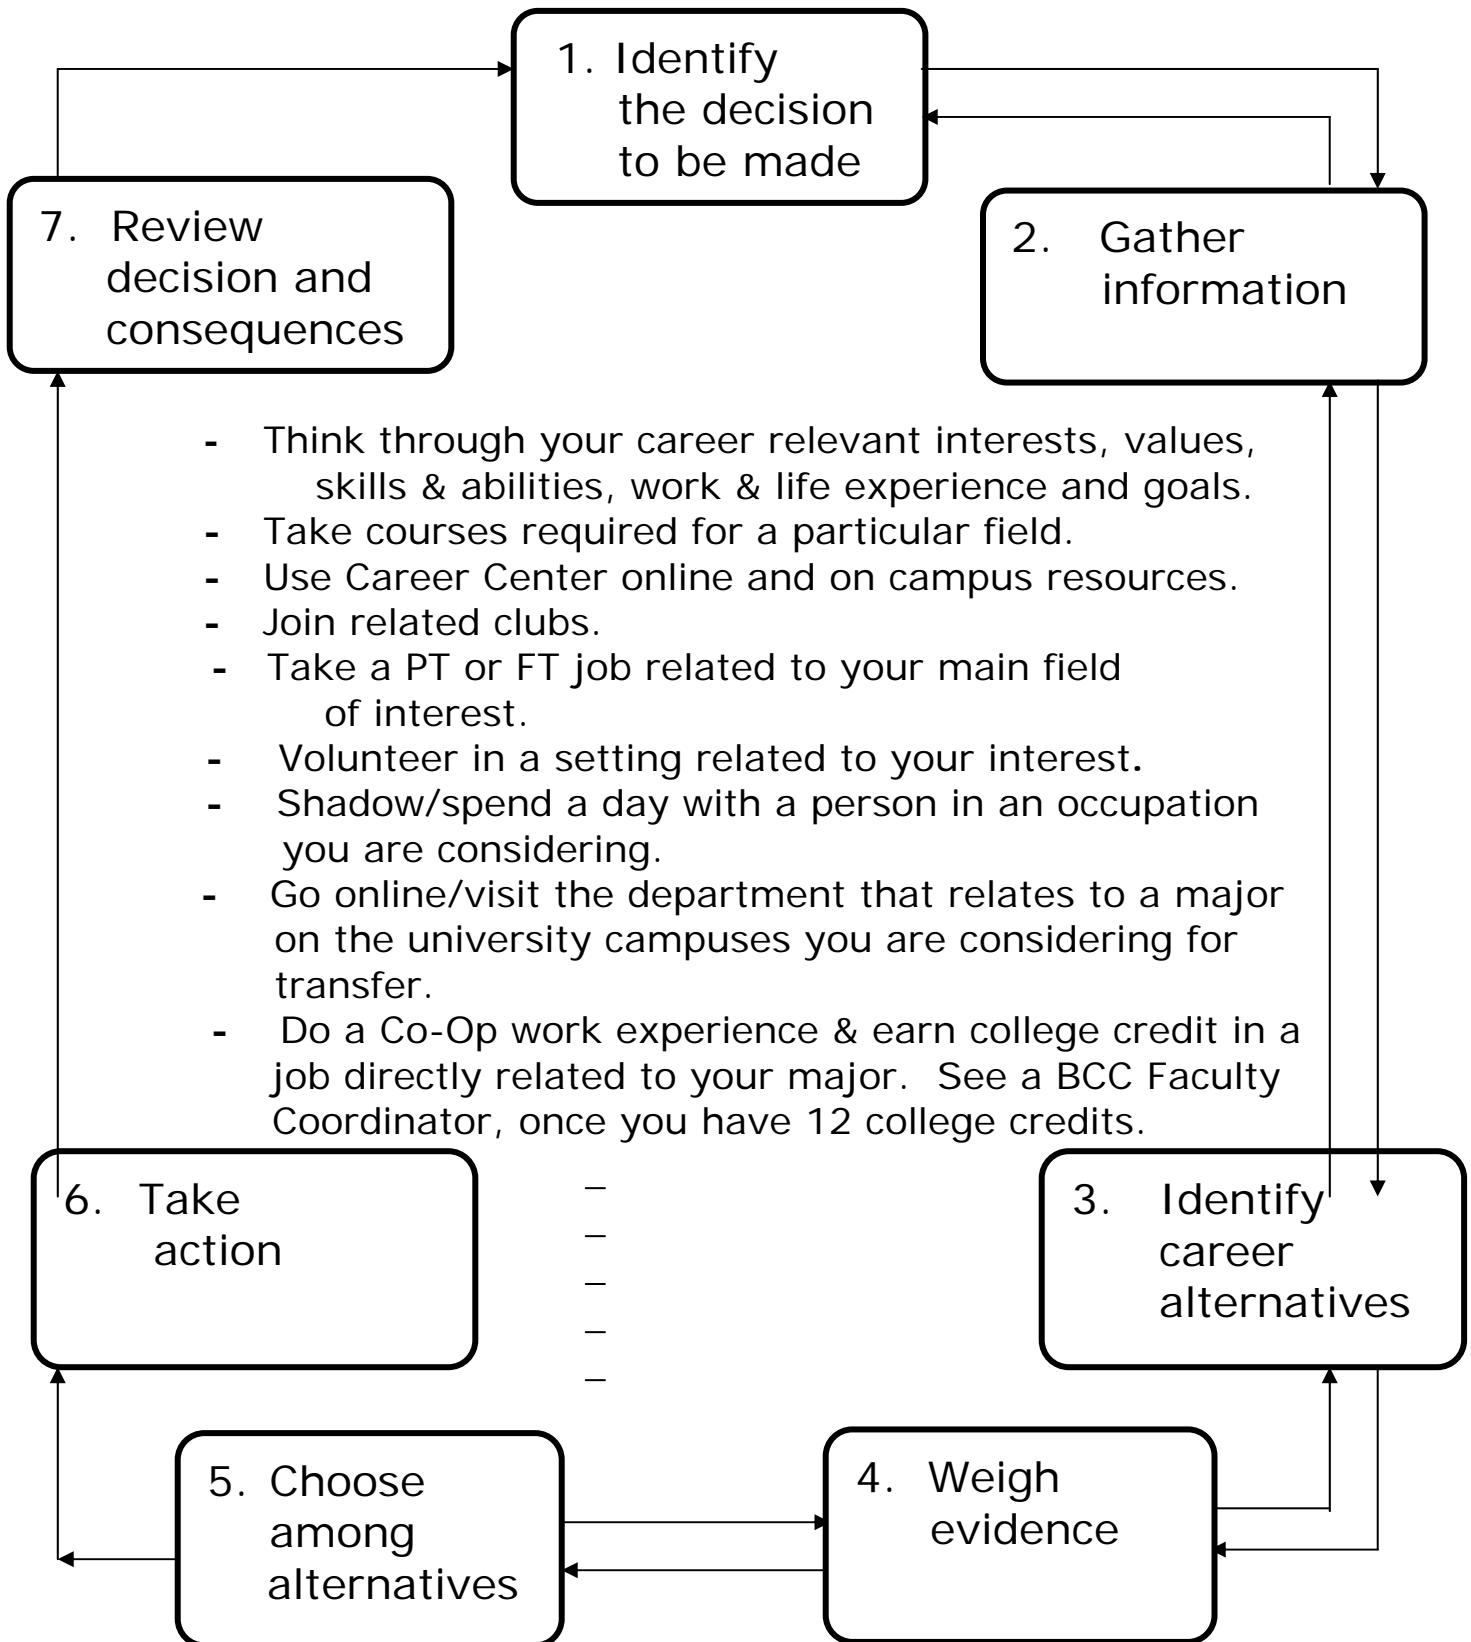 1. Identify
the decision
to be made
7. Review
decision and
consequences
2. Gather
information
- Think through your career relevant interests, values,
skills & abilities, work & life experience and goals.
- Take courses required for a particular field.
- Use Career Center online and on campus resources.
- Join related clubs.
- Take a PT or FT job related to your main field
of interest.
- Volunteer in a setting related to your interest.
- Shadow/spend a day with a person in an occupation
you are considering.
- Go online/visit the department that relates to a major
on the university campuses you are considering for
transfer.
- Do a Co-Op work experience & earn college credit in a
job directly related to your major. See a BCC Faculty
Coordinator, once you have 12 college credits.
6. Take
action
–
–
–
–
–
3. Identify
career
alternatives
5. Choose
among
alternatives
4. Weigh
evidence